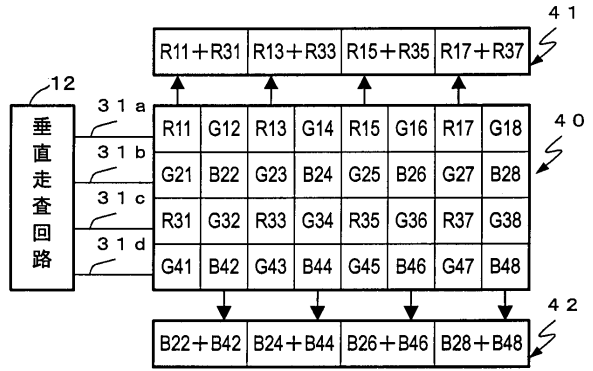 41
R11+R31 R13+R33 R15+R35 R17+R37
12
垂直走査回路
31a
31b
31c
31d
R11 G12 R13 G14 R15 G16 R17 G18
G21 B22 G23 B24 G25 B26 G27 B28
R31 G32 R33 G34 R35 G36 R37 G38
G41 B42 G43 B44 G45 B46 G47 B48
40
B22+B42 B24+B44 B26+B46 B28+B48
42